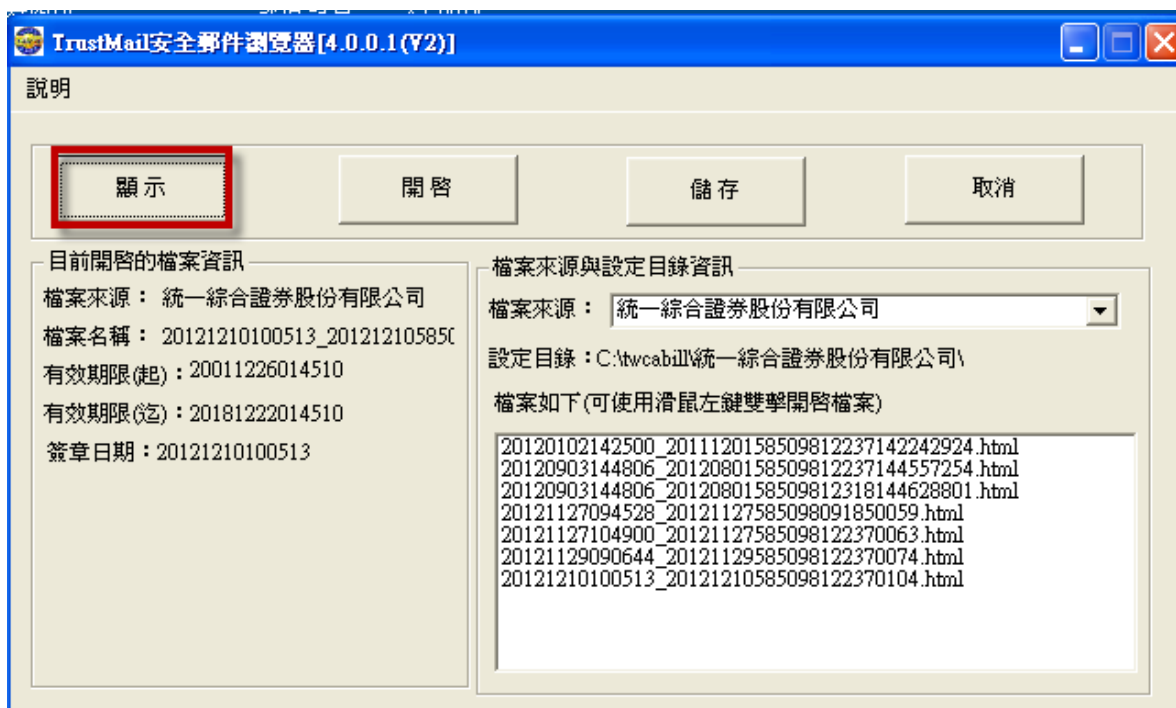 TrustMail安全郵件瀏覽器[4.0.0.1(V2)]
說明
顯示
開啓
儲存
取消
目前開啓的檔案資訊
檔案來源： 統一綜合證券股份有限公司
檔案名稱： 20121210100513_201212105850
有效期限(起)：20011226014510
有效期限(迄)：20181222014510
簽章日期：20121210100513
檔案來源與設定目錄資訊
檔案來源： 統一綜合證券股份有限公司
設定目錄：C:\twcabill\統一綜合證券股份有限公司\
檔案如下(可使用滑鼠左鍵雙擊開啓檔案)
20120102142500_2011120158509812237142242924.html
20120903144806_2012080158509812237144557254.html
20120903144806_2012080158509812318144628801.html
20121127094528_20121127585098091850059.html
20121127104900_20121127585098122370063.html
20121129090644_20121129585098122370074.html
20121210100513_20121210585098122370104.html